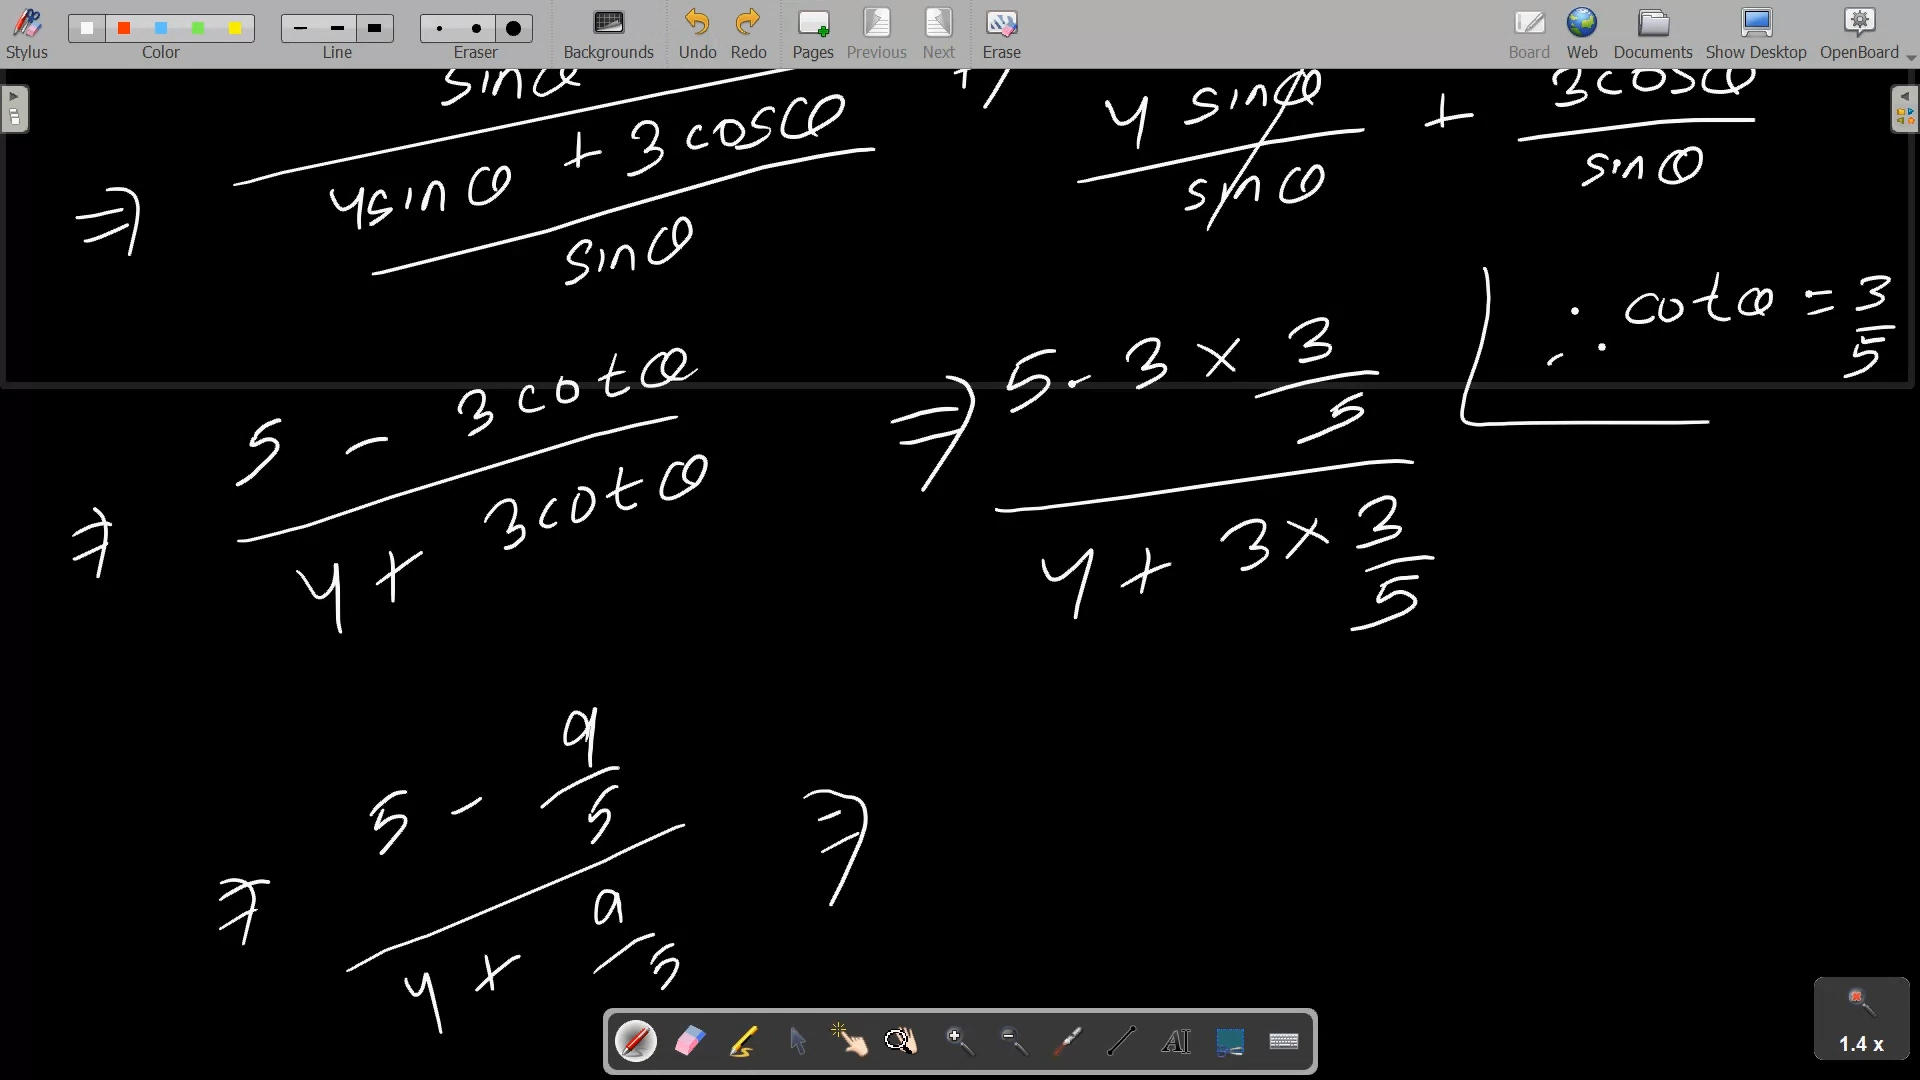 Stylus Color Line Eraser Backgrounds Undo Redo Pages Previous Next Erase Board Web Documents Show Desktop OpenBoard
sinθ
⇒ 4sinθ + 3cosθ / sinθ
4 sinθ / sinθ + 3cosθ / sinθ
∴ cotθ = 3/5
⇒ 5 - 3cotθ / 4 + 3cotθ ⇒ 5 - 3 × 3/5 / 4 + 3 × 3/5
⇒ 5 - 9/5 / 4 + 9/5 ⇒
1.4 x